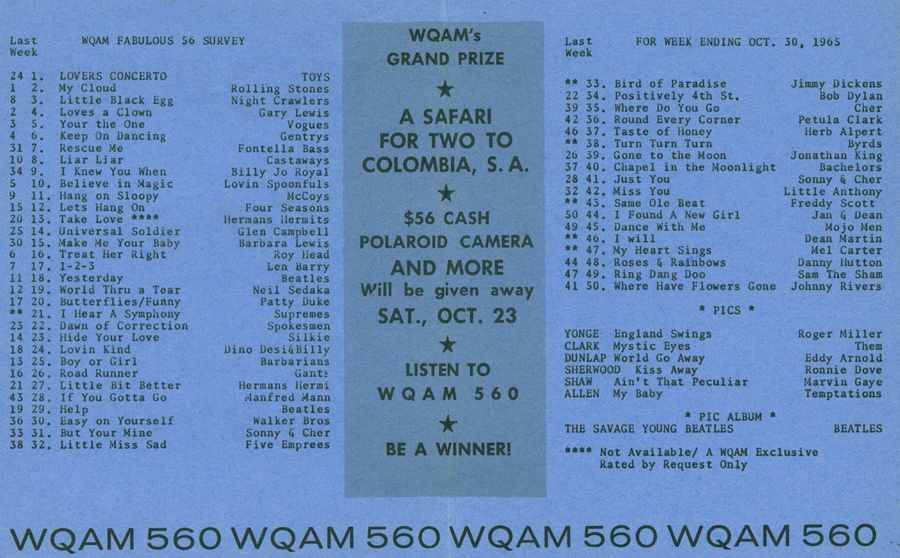 Last WQAM FABULOUS 56 SURVEY
Week
24 1. LOVERS CONCERTO TOYS
1 2. My Cloud Rolling Stones
8 3. Little Black Egg Night Crawlers
2 4. Loves a Clown Gary Lewis
3 5. Your the One Vogues
4 6. Keep On Dancing Gentrys
31 7. Rescue Me Fontella Bass
10 8. Liar Liar Castaways
34 9. I Knew You When Billy Jo Royal
5 10. Believe in Magic Lovin Spoonfuls
9 11. Hang on Sloopy McCoys
15 12. Lets Hang On Four Seasons
20 13. Take Love **** Hermans Hermits
25 14. Universal Soldier Glen Campbell
30 15. Make Me Your Baby Barbara Lewis
6 16. Treat Her Right Roy Head
7 17. 1-2-3 Len Barry
11 18. Yesterday Beatles
12 19. World Thru a Tear Neil Sedaka
17 20. Butterflies/Funny Patty Duke
** 21. I Hear A Symphony Supremes
23 22. Dawn of Correction Spokesmen
14 23. Hide Your Love Silkie
18 24. Lovin Kind Dino Desi&Billy
13 25. Boy or Girl Barbarians
16 26. Road Runner Gants
21 27. Little Bit Better Hermans Hermi
43 28. If You Gotta Go Manfred Mann
19 29. Help Beatles
36 30. Easy on Yourself Walker Bros
33 31. But Your Mine Sonny & Cher
38 32. Little Miss Sad Five Emprees
WQAM's
GRAND PRIZE
A SAFARI
FOR TWO TO
COLOMBIA, S. A.
$56 CASH
POLAROID CAMERA
AND MORE
Will be given away
SAT., OCT. 23
LISTEN TO
WQAM 560
BE A WINNER!
Last FOR WEEK ENDING OCT. 30, 1965
Week
** 33. Bird of Paradise Jimmy Dickens
22 34. Positively 4th St. Bob Dylan
39 35. Where Do You Go Cher
42 36. Round Every Corner Petula Clark
46 37. Taste of Honey Herb Alpert
** 38. Turn Turn Turn Byrds
26 39. Gone to the Moon Jonathan King
37 40. Chapel in the Moonlight Bachelors
28 41. Just You Sonny & Cher
32 42. Miss You Little Anthony
** 43. Same Ole Beat Freddy Scott
50 44. I Found A New Girl Jan & Dean
49 45. Dance With Me Mojo Men
** 46. I will Dean Martin
** 47. My Heart Sings Mel Carter
44 48. Roses & Rainbows Danny Hutton
47 49. Ring Dang Doo Sam The Sham
41 50. Where Have Flowers Gone Johnny Rivers
* PICS *
YONGE England Swings Roger Miller
CLARK Mystic Eyes Them
DUNLAP World Go Away Eddy Arnold
SHERWOOD Kiss Away Ronnie Dove
SHAW Ain't That Peculiar Marvin Gaye
ALLEN My Baby Temptations
* PIC ALBUM *
THE SAVAGE YOUNG BEATLES BEATLES
**** Not Available/ A WQAM Exclusive
Rated by Request Only
WQAM 560 WQAM 560 WQAM 560 WQAM 560